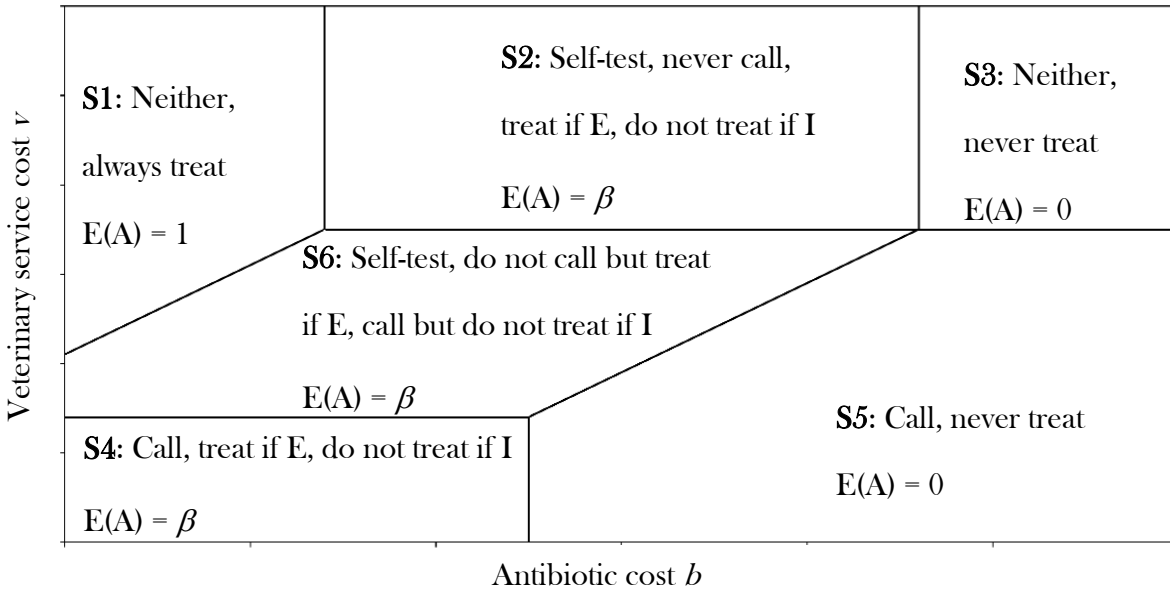 S1: Neither,
always treat
E(A) = 1
S2: Self-test, never call,
treat if E, do not treat if I
E(A) = β
S3: Neither,
never treat
E(A) = 0
S6: Self-test, do not call but treat
if E, call but do not treat if I
E(A) = β
S4: Call, treat if E, do not treat if I
E(A) = β
S5: Call, never treat
E(A) = 0
Veterinary service cost v
Antibiotic cost b